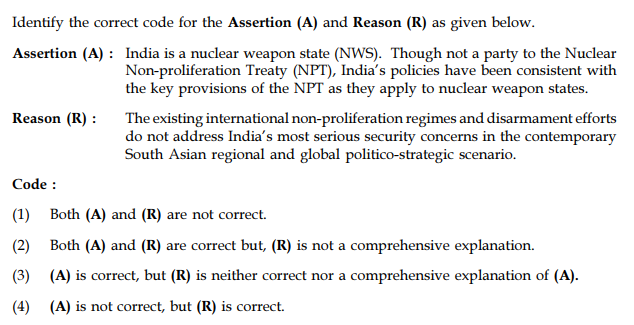 Identify the correct code for the Assertion (A) and Reason (R) as given below.
Assertion (A) : India is a nuclear weapon state (NWS). Though not a party to the Nuclear
Non-proliferation Treaty (NPT), India's policies have been consistent with
the key provisions of the NPT as they apply to nuclear weapon states.
Reason (R) : The existing international non-proliferation regimes and disarmament efforts
do not address India's most serious security concerns in the contemporary
South Asian regional and global politico-strategic scenario.
Code :
(1) Both (A) and (R) are not correct.
(2) Both (A) and (R) are correct but, (R) is not a comprehensive explanation.
(3) (A) is correct, but (R) is neither correct nor a comprehensive explanation of (A).
(4) (A) is not correct, but (R) is correct.